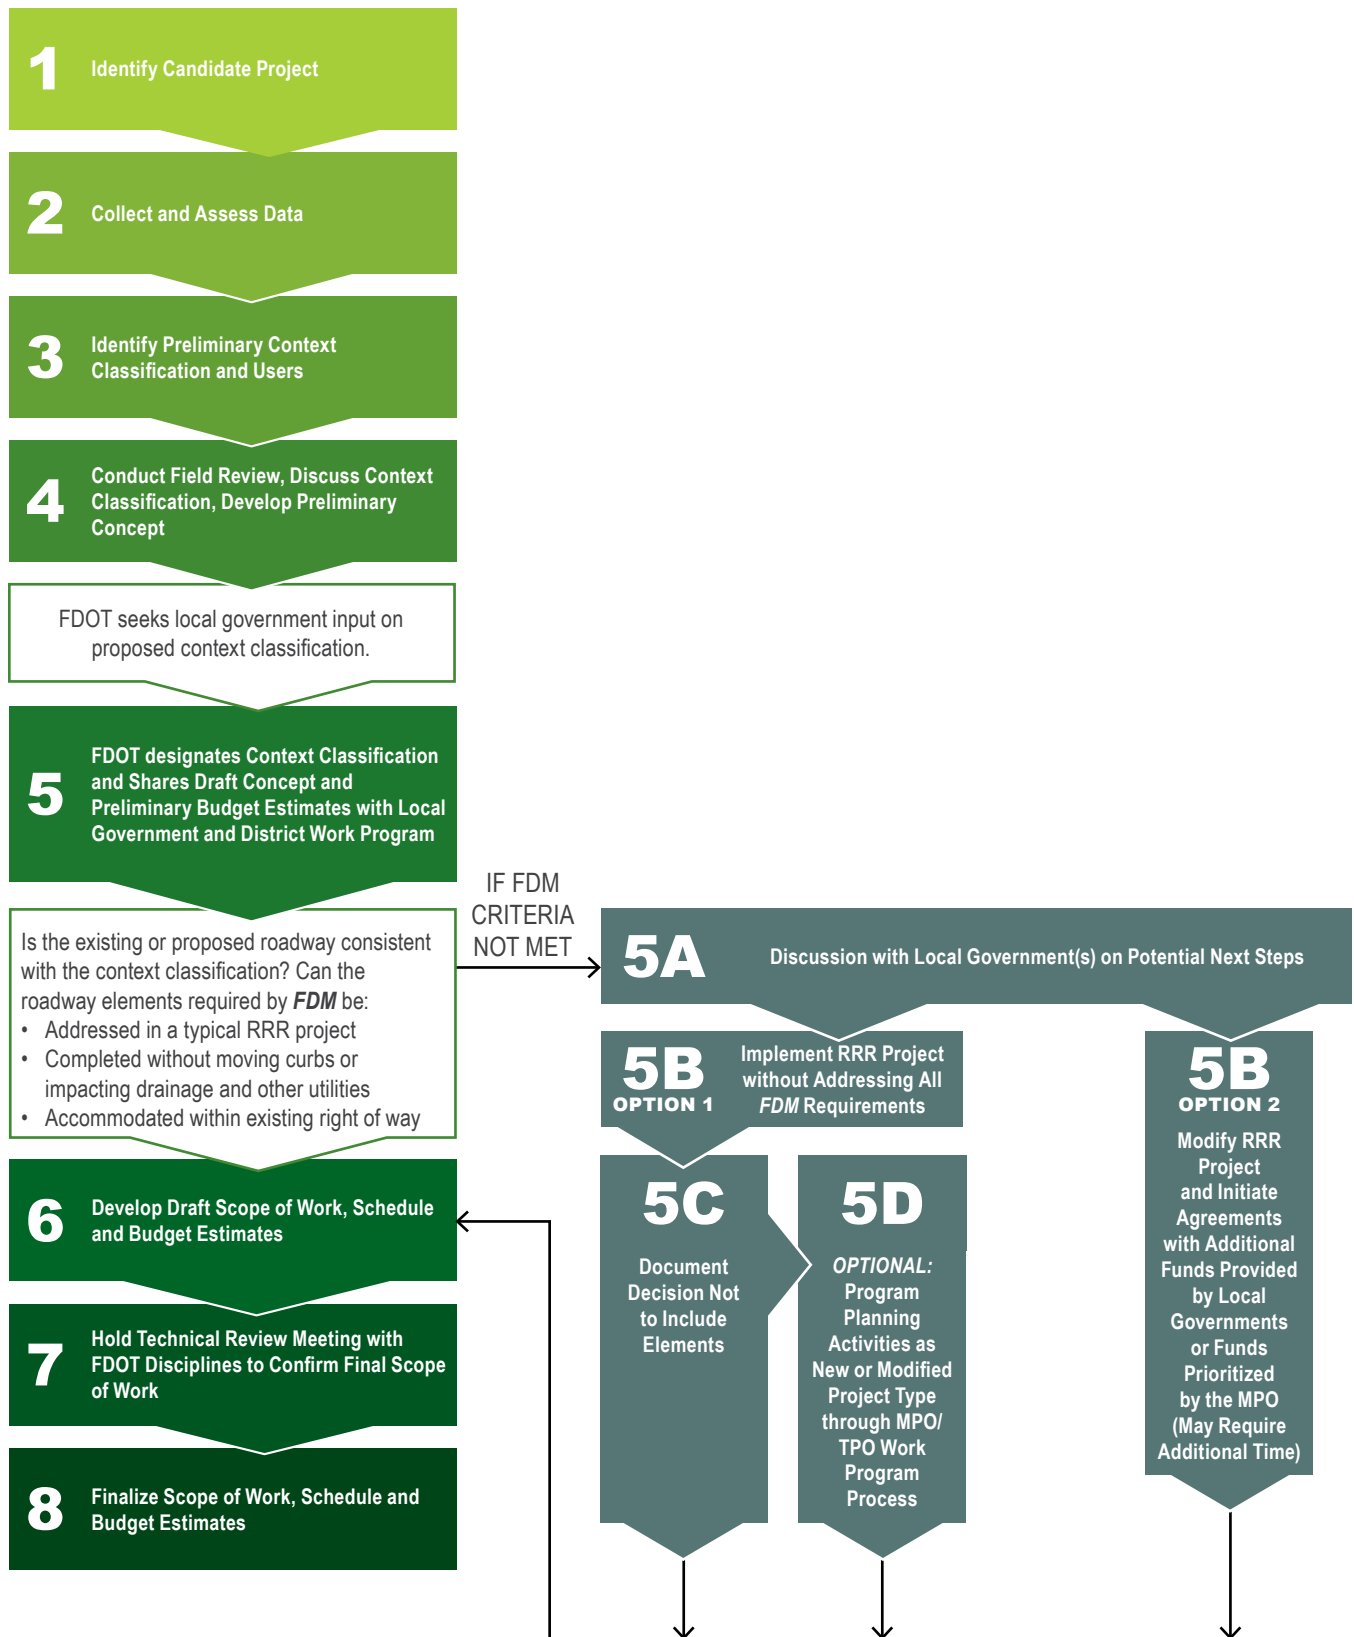 1
Identify Candidate Project
2
Collect and Assess Data
3
Identify Preliminary Context
Classification and Users
4
Conduct Field Review, Discuss Context
Classification, Develop Preliminary
Concept
FDOT seeks local government input on
proposed context classification.
5
FDOT designates Context Classification
and Shares Draft Concept and
Preliminary Budget Estimates with Local
Government and District Work Program
Is the existing or proposed roadway consistent
with the context classification? Can the
roadway elements required by FDM be:
• Addressed in a typical RRR project
• Completed without moving curbs or
impacting drainage and other utilities
• Accommodated within existing right of way
IF FDM
CRITERIA
NOT MET
5A
Discussion with Local Government(s) on Potential Next Steps
5B
OPTION 1
Implement RRR Project
without Addressing All
FDM Requirements
5C
Document
Decision Not
to Include
Elements
5D
OPTIONAL:
Program
Planning
Activities as
New or Modified
Project Type
through MPO/
TPO Work
Program
Process
5B
OPTION 2
Modify RRR
Project
and Initiate
Agreements
with Additional
Funds Provided
by Local
Governments
or Funds
Prioritized
by the MPO
(May Require
Additional Time)
6
Develop Draft Scope of Work, Schedule
and Budget Estimates
7
Hold Technical Review Meeting with
FDOT Disciplines to Confirm Final Scope
of Work
8
Finalize Scope of Work, Schedule and
Budget Estimates